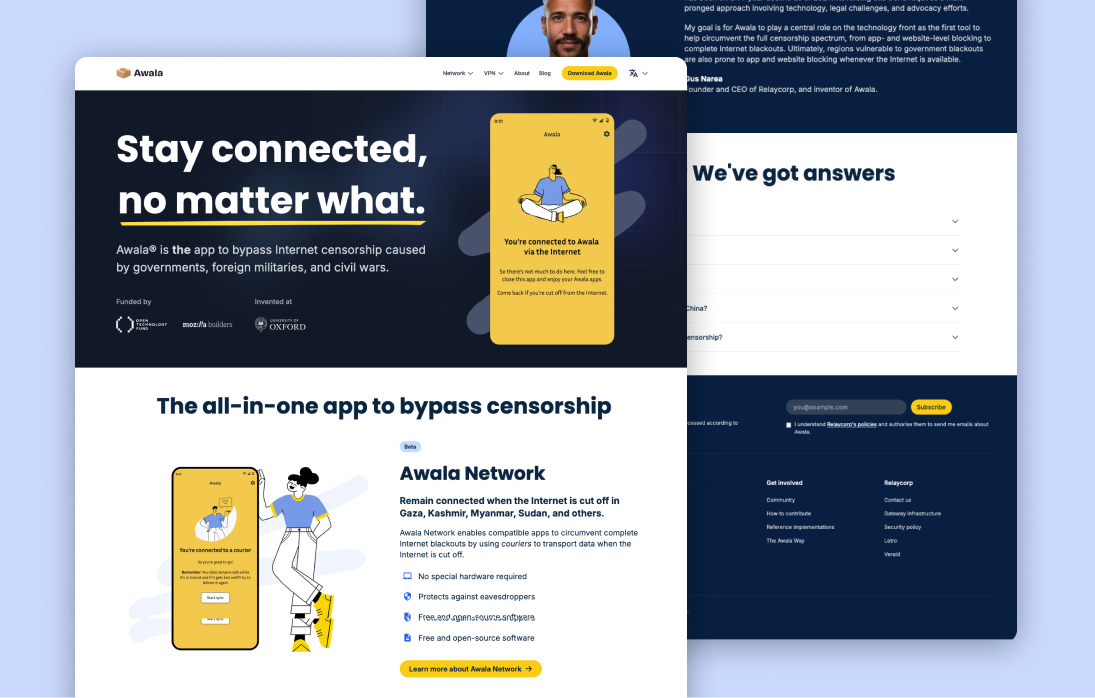 pronged approach involving technology, legal challenges, and advocacy efforts.
My goal is for Awala to play a central role on the technology front as the first tool to
help circumvent the full censorship spectrum, from app- and website-level blocking to
complete Internet blackouts. Ultimately, regions vulnerable to government blackouts
are also prone to app and website blocking whenever the Internet is available.
Gus Narea
Founder and CEO of Relaycorp, and inventor of Awala.
Awala
Network
VPN
About
Blog
Download Awala
Stay connected,
no matter what.
Awala® is the app to bypass Internet censorship caused
by governments, foreign militaries, and civil wars.
Funded by
Invented at
OPEN
TECHNOLOGY
FUND
moz://a builders
UNIVERSITY OF
OXFORD
Awala
You're connected to Awala
via the Internet
So there's not much to do here. Feel free to
close this app and enjoy your Awala apps.
Come back if you're cut off from the Internet.
We've got answers
China?
ensorship?
The all-in-one app to bypass censorship
Awala
You're connected to a courier
So you're good to go!
Start sync
Beta
Awala Network
Remain connected when the Internet is cut off in
Gaza, Kashmir, Myanmar, Sudan, and others.
Awala Network enables compatible apps to circumvent complete
Internet blackouts by using couriers to transport data when the
Internet is cut off.
No special hardware required
Protects against eavesdroppers
Free and open-source software
Learn more about Awala Network →
cessed according to
you@example.com
Subscribe
I understand Relaycorp's policies and authorise them to send me emails about
Awala.
Get involved
Community
How to contribute
Reference implementations
The Awala Way
Relaycorp
Contact us
Gateway infrastructure
Security policy
Letro
Veraid